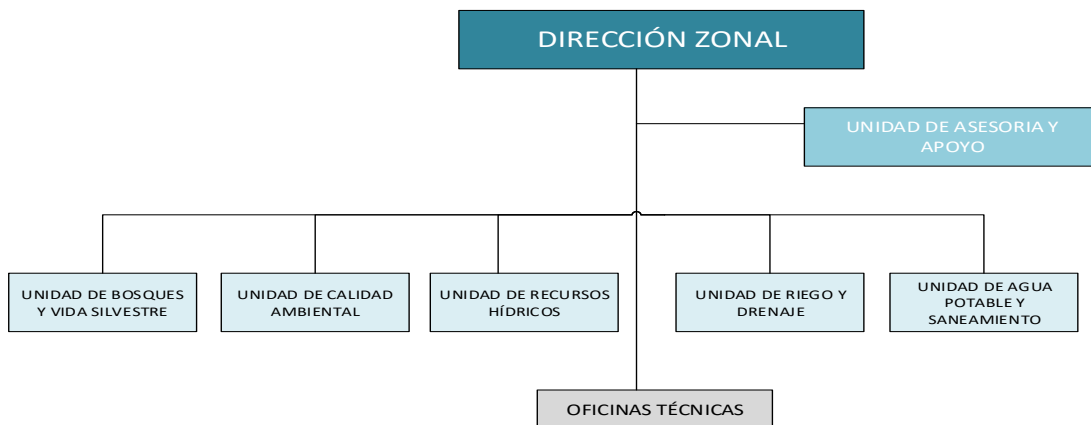 DIRECCIÓN ZONAL
UNIDAD DE ASESORIA Y
APOYO
UNIDAD DE BOSQUES
Y VIDA SILVESTRE
UNIDAD DE CALIDAD
AMBIENTAL
UNIDAD DE RECURSOS
HÍDRICOS
UNIDAD DE RIEGO Y
DRENAJE
UNIDAD DE AGUA
POTABLE Y
SANEAMIENTO
OFICINAS TÉCNICAS